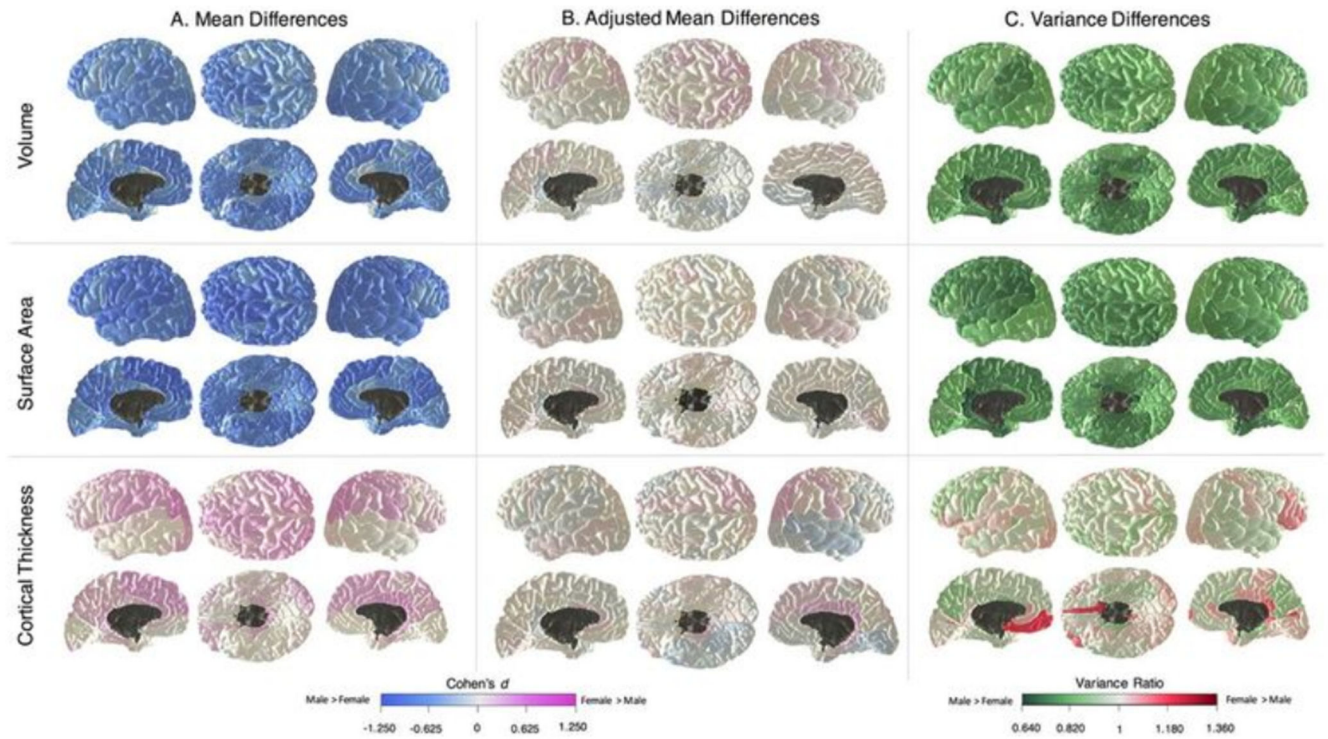 A. Mean Differences
B. Adjusted Mean Differences
C. Variance Differences
Volume
Surface Area
Cortical Thickness
Cohen's d
Male > Female
Female > Male
-1.250 -0.625 0 0.625 1.250
Variance Ratio
Male > Female
Female > Male
0.640 0.820 1 1.180 1.360